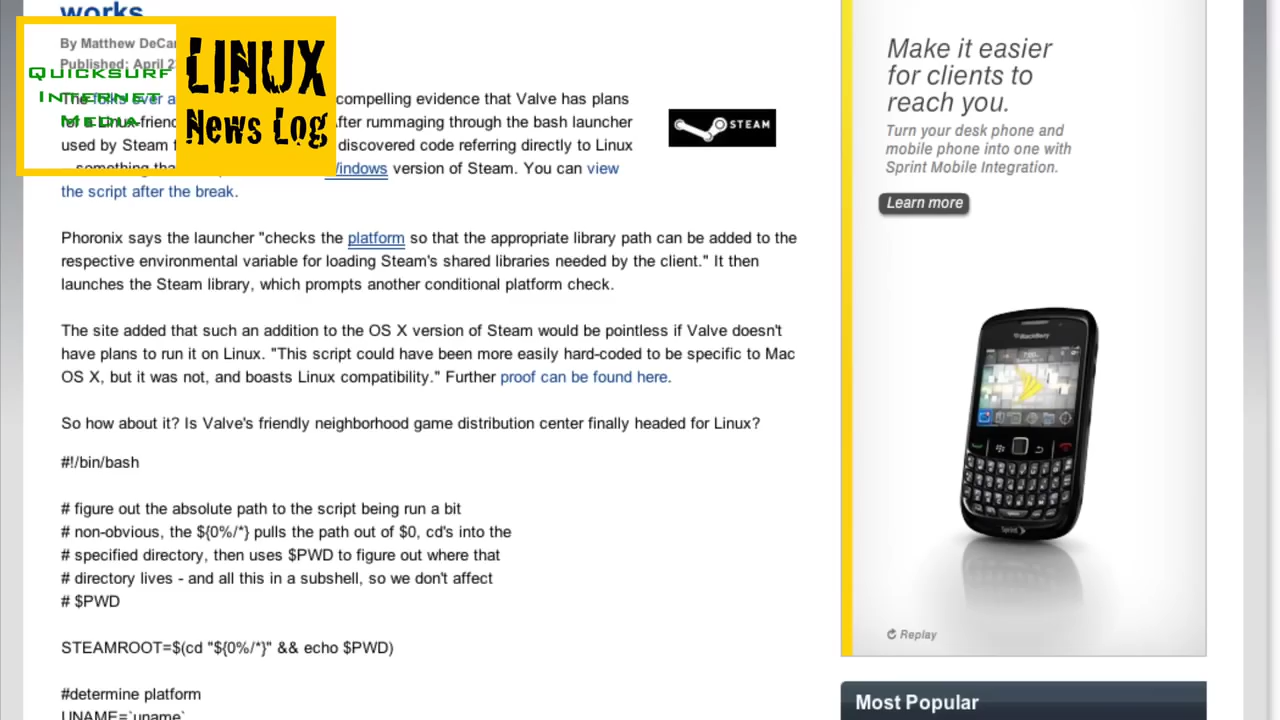 works
By Matthew DeCar
Published: April 2
QUICKSURF
INTERNET
MEDIA
LINUX
News Log
The folks over a compelling evidence that Valve has plans
for a Linux-frien After rummaging through the bash launcher
used by Steam f discovered code referring directly to Linux
– something tha Windows version of Steam. You can view
the script after the break.
STEAM
Phoronix says the launcher "checks the platform so that the appropriate library path can be added to the
respective environmental variable for loading Steam's shared libraries needed by the client." It then
launches the Steam library, which prompts another conditional platform check.
The site added that such an addition to the OS X version of Steam would be pointless if Valve doesn't
have plans to run it on Linux. "This script could have been more easily hard-coded to be specific to Mac
OS X, but it was not, and boasts Linux compatibility." Further proof can be found here.
So how about it? Is Valve's friendly neighborhood game distribution center finally headed for Linux?
#!/bin/bash
# figure out the absolute path to the script being run a bit
# non-obvious, the ${0%/*} pulls the path out of $0, cd's into the
# specified directory, then uses $PWD to figure out where that
# directory lives - and all this in a subshell, so we don't affect
# $PWD
STEAMROOT=$(cd "${0%/*}" && echo $PWD)
#determine platform
UNAME=`uname`
Make it easier
for clients to
reach you.
Turn your desk phone and
mobile phone into one with
Sprint Mobile Integration.
Learn more
BlackBerry
Sprint
Replay
Most Popular